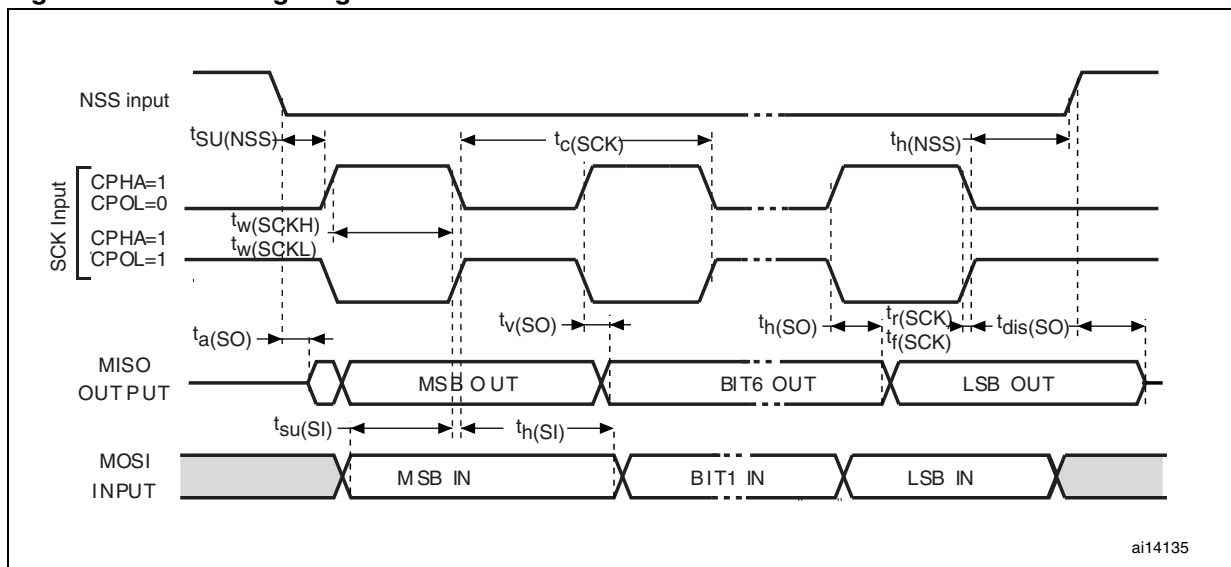 NSS input
tSU(NSS)
tc(SCK)
th(NSS)
SCK Input
CPHA=1
CPOL=0
tw(SCKH)
tw(SCKL)
CPHA=1
CPOL=1
ta(SO)
tv(SO)
th(SO)
tr(SCK)
tf(SCK)
tdis(SO)
MISO
OUTPUT
MSB OUT
BIT6 OUT
LSB OUT
tsu(SI)
th(SI)
MOSI
INPUT
MSB IN
BIT1 IN
LSB IN
ai14135